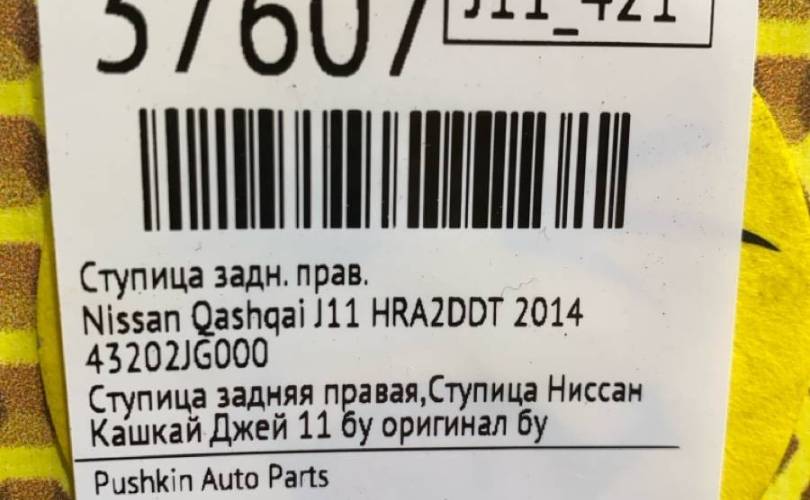 37607
J11_421
Ступица задн. прав.
Nissan Qashqai J11 HRA2DDT 2014
43202JG000
Ступица задняя правая,Ступица Ниссан
Кашкай Джей 11 бу оригинал бу
Pushkin Auto Parts